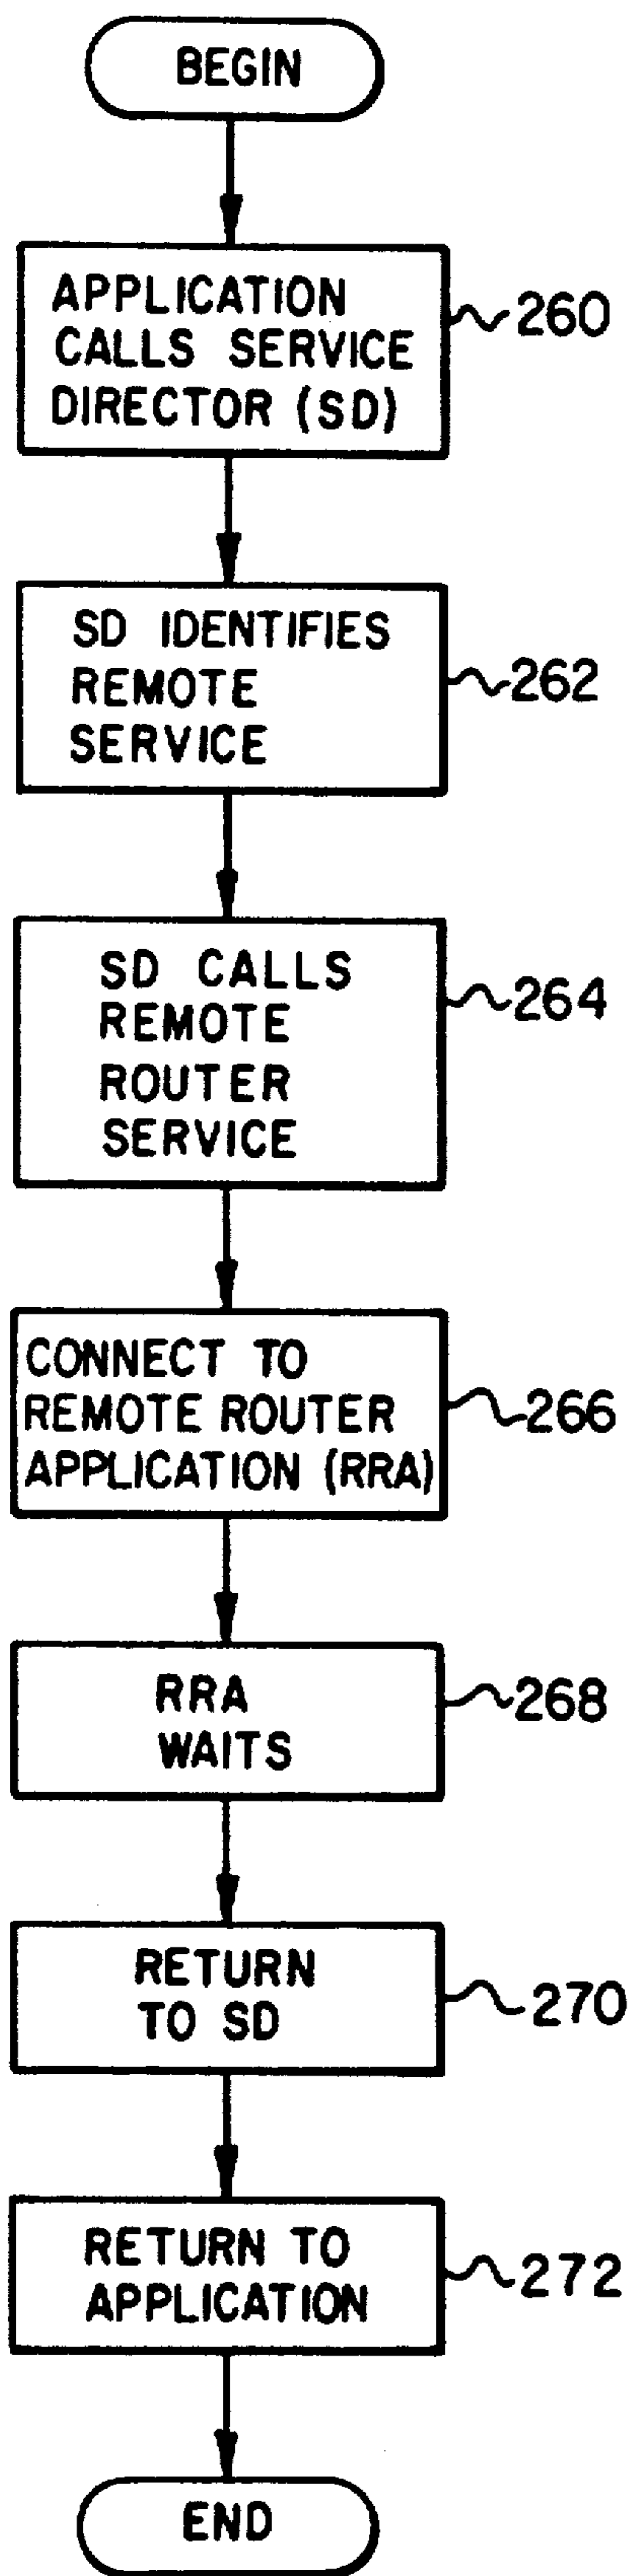 BEGIN
APPLICATION
CALLS SERVICE
DIRECTOR (SD)
260
SD IDENTIFIES
REMOTE
SERVICE
262
SD CALLS
REMOTE
ROUTER
SERVICE
264
CONNECT TO
REMOTE ROUTER
APPLICATION (RRA)
266
RRA
WAITS
268
RETURN
TO SD
270
RETURN TO
APPLICATION
272
END